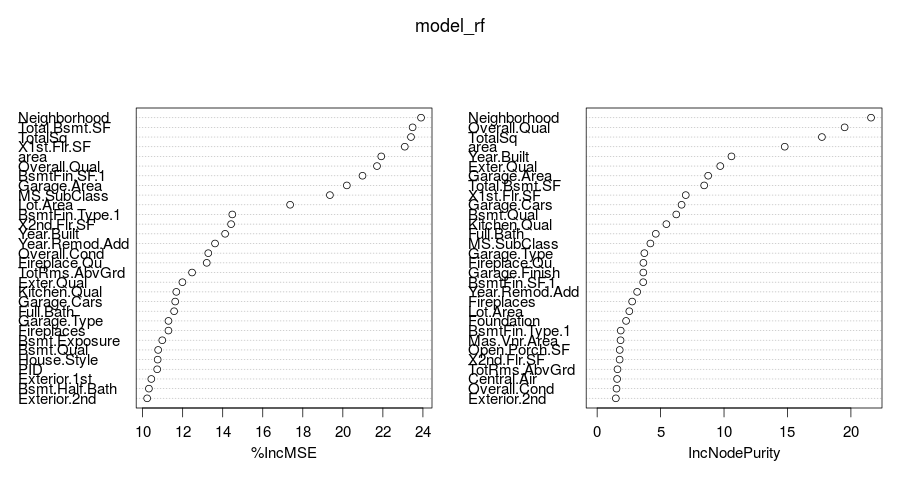 model_rf
Neighborhood
Total.Bsmt.SF
TotalSq
X1st.Flr.SF
area
Overall.Qual
BsmtFin.SF.1
Garage.Area
MS.SubClass
Lot.Area
BsmtFin.Type.1
X2nd.Flr.SF
Year.Built
Year.Remod.Add
Overall.Cond
Fireplace.Qu
TotRms.AbvGrd
Exter.Qual
Kitchen.Qual
Garage.Cars
Full.Bath
Garage.Type
Fireplaces
Bsmt.Exposure
Bsmt.Qual
House.Style
PID
Exterior.1st
Bsmt.Half.Bath
Exterior.2nd
10 12 14 16 18 20 22 24
%IncMSE
Neighborhood
Overall.Qual
TotalSq
area
Year.Built
Exter.Qual
Garage.Area
Total.Bsmt.SF
X1st.Flr.SF
Garage.Cars
Bsmt.Qual
Kitchen.Qual
Full.Bath
MS.SubClass
Garage.Type
Fireplace.Qu
Garage.Finish
BsmtFin.SF.1
Year.Remod.Add
Fireplaces
Lot.Area
Foundation
BsmtFin.Type.1
Mas.Vnr.Area
Open.Porch.SF
X2nd.Flr.SF
TotRms.AbvGrd
Central.Air
Overall.Cond
Exterior.2nd
0 5 10 15 20
IncNodePurity